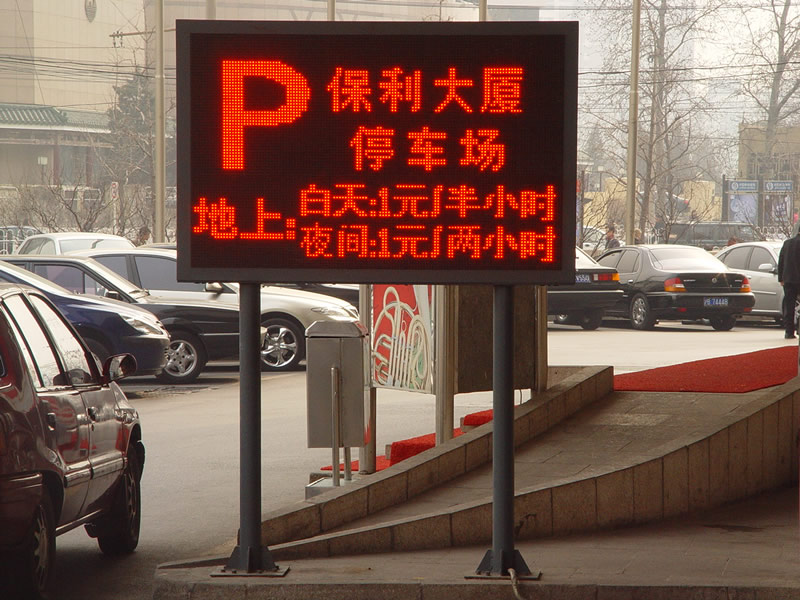 P 保利大厦
停车场
地上:
白天:1元/半小时
夜间:1元/两小时